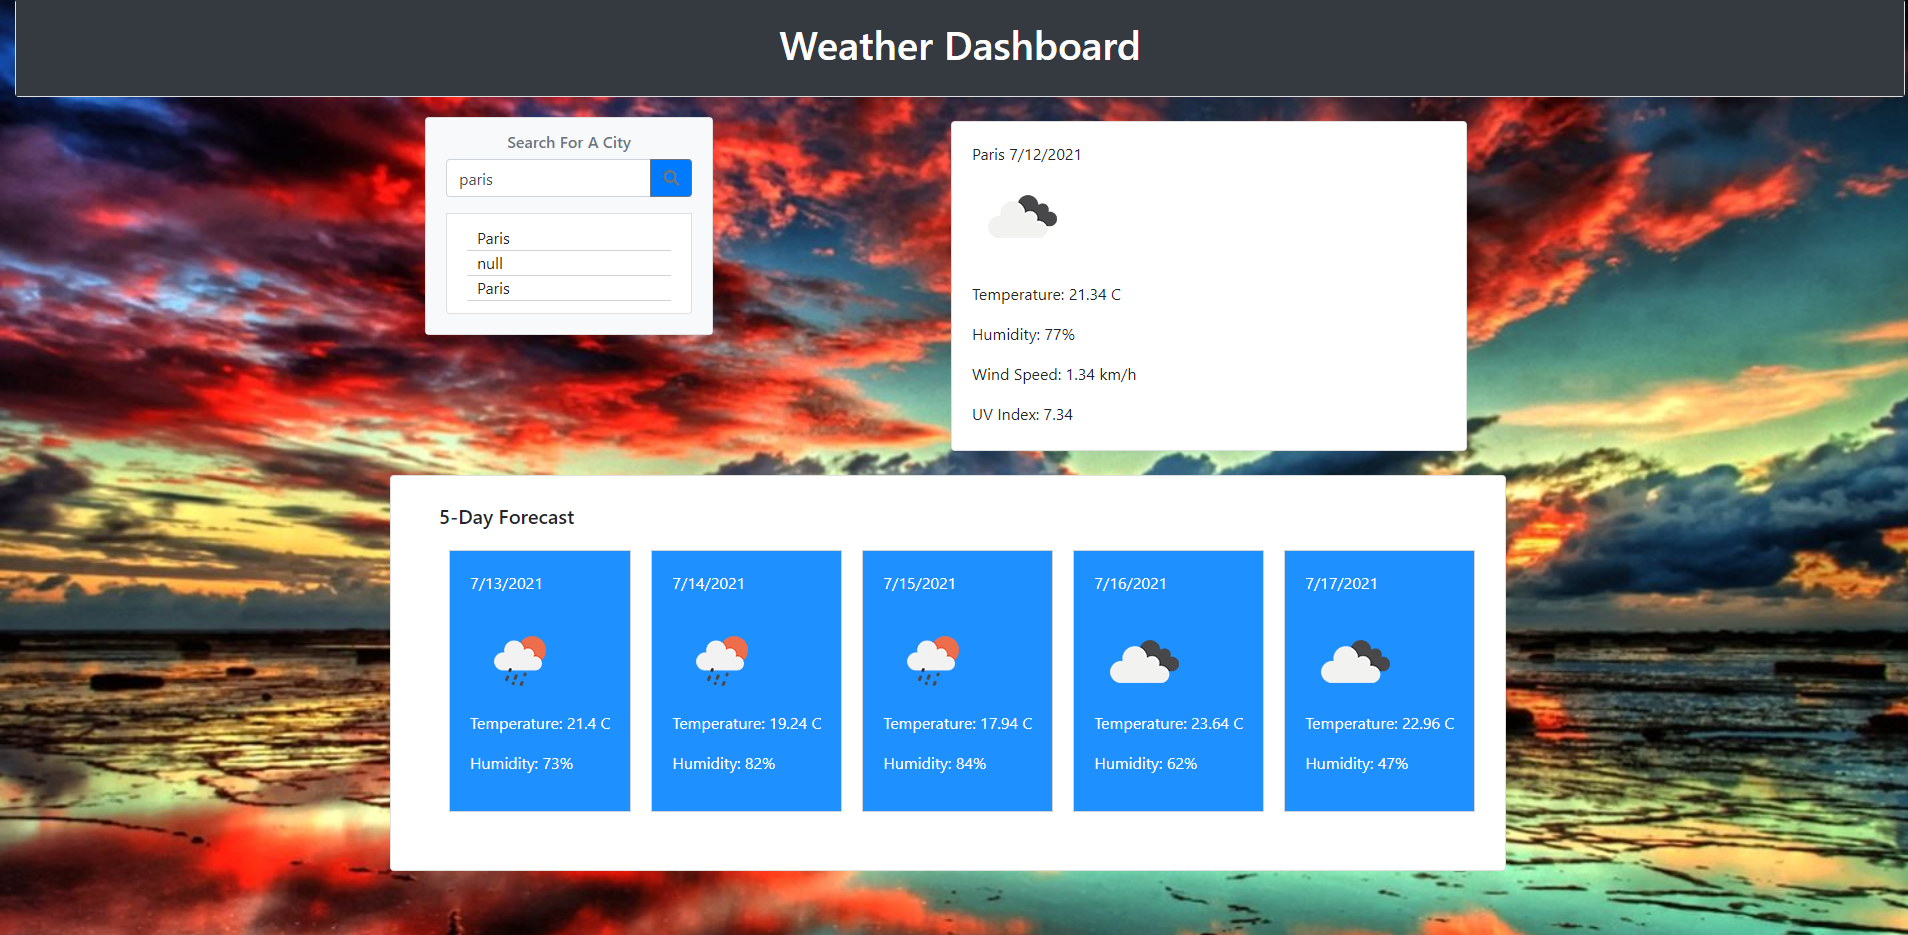 Weather Dashboard
Search For A City
paris
Paris
null
Paris
Paris 7/12/2021
Temperature: 21.34 C
Humidity: 77%
Wind Speed: 1.34 km/h
UV Index: 7.34
5-Day Forecast
7/13/2021
Temperature: 21.4 C
Humidity: 73%
7/14/2021
Temperature: 19.24 C
Humidity: 82%
7/15/2021
Temperature: 17.94 C
Humidity: 84%
7/16/2021
Temperature: 23.64 C
Humidity: 62%
7/17/2021
Temperature: 22.96 C
Humidity: 47%